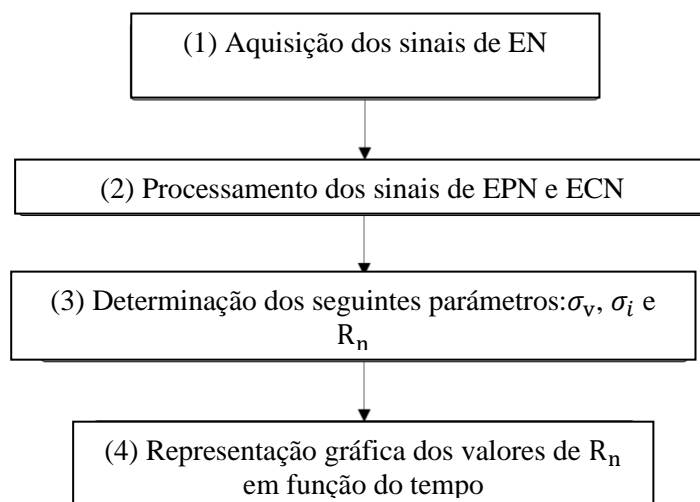 (1) Aquisição dos sinais de EN
(2) Processamento dos sinais de EPN e ECN
(3) Determinação dos seguintes parámetros:σᵥ, σᵢ e
Rₙ
(4) Representação gráfica dos valores de Rₙ
em função do tempo